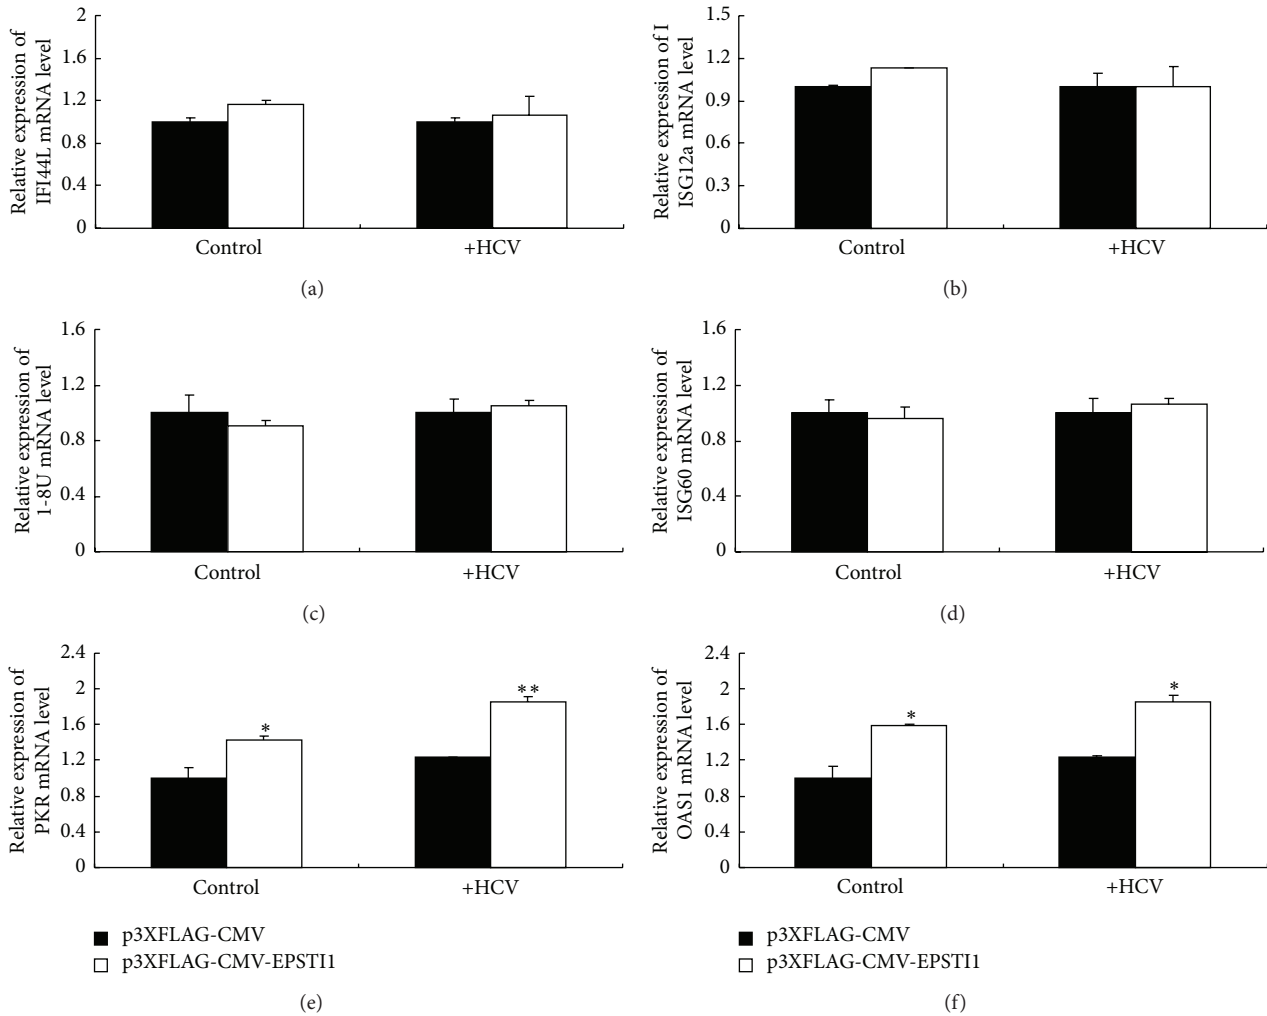 Relative expression of
IFI44L mRNA level
2
1.6
1.2
0.8
0.4
0
Control
+HCV
(a)
Relative expression of I
ISG12a mRNA level
1.5
1.2
0.9
0.6
0.3
0
Control
+HCV
(b)
Relative expression of
1-8U mRNA level
1.6
1.2
0.8
0.4
0
Control
+HCV
(c)
Relative expression of
ISG60 mRNA level
1.6
1.2
0.8
0.4
0
Control
+HCV
(d)
Relative expression of
PKR mRNA level
2.4
2
1.6
1.2
0.8
0.4
0
*
**
Control
+HCV
p3XFLAG-CMV
p3XFLAG-CMV-EPSTI1
(e)
Relative expression of
OAS1 mRNA level
2.4
2
1.6
1.2
0.8
0.4
0
*
*
Control
+HCV
p3XFLAG-CMV
p3XFLAG-CMV-EPSTI1
(f)